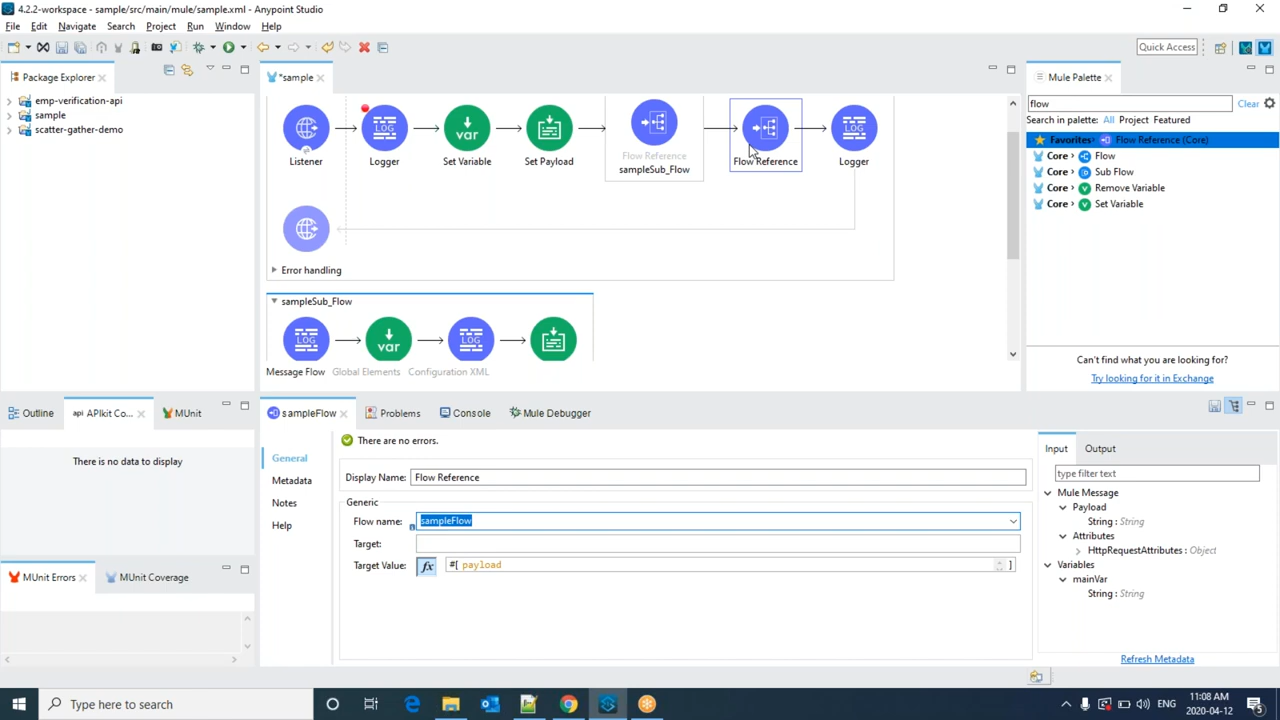 4.2.2-workspace - sample/src/main/mule/sample.xml - Anypoint Studio
File Edit Navigate Search Project Run Window Help
Quick Access
Package Explorer
emp-verification-api
sample
scatter-gather-demo
*sample
LOG
var
LOG
Listener
Logger
Set Variable
Set Payload
Flow Reference
sampleSub_Flow
Flow Reference
Logger
Error handling
sampleSub_Flow
LOG
var
LOG
Message Flow Global Elements Configuration XML
Mule Palette
flow
Clear
Search in palette: All Project Featured
Favorites Flow Reference (Core)
Core Flow
Core Sub Flow
Core Remove Variable
Core Set Variable
Can't find what you are looking for?
Try looking for it in Exchange
Outline
api APIkit Co...
MUnit
There is no data to display
MUnit Errors
MUnit Coverage
sampleFlow
Problems
Console
Mule Debugger
There are no errors.
General
Metadata
Notes
Help
Display Name: Flow Reference
Generic
Flow name: sampleFlow
Target:
Target Value: fx #[ payload ]
Input Output
type filter text
Mule Message
Payload
String : String
Attributes
HttpRequestAttributes : Object
Variables
mainVar
String : String
Refresh Metadata
Type here to search
ENG
11:08 AM
2020-04-12
5